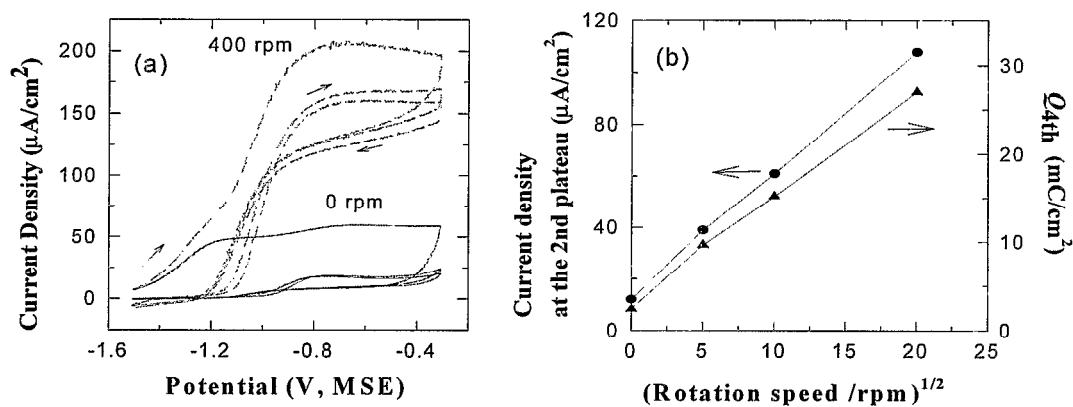 (a)
400 rpm
0 rpm
200
150
100
50
0
-1.6
-1.2
-0.8
-0.4
Current Density (μA/cm²)
Potential (V, MSE)
(b)
120
80
40
0
0
5
10
15
20
25
30
20
10
0
Current density
at the 2nd plateau (μA/cm²)
Q4th (mC/cm²)
(Rotation speed /rpm)^1/2